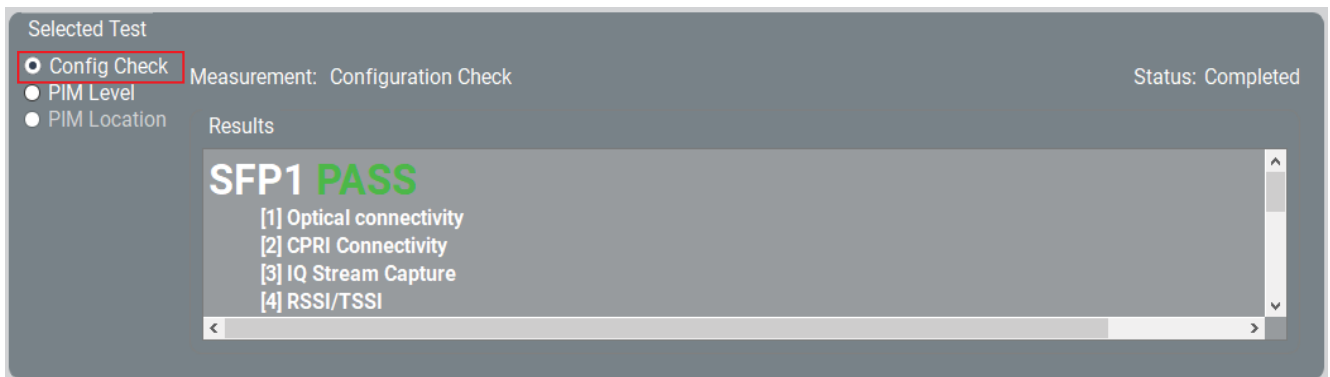 Selected Test
Config Check
PIM Level
PIM Location
Measurement: Configuration Check
Status: Completed
Results
SFP1 PASS
[1] Optical connectivity
[2] CPRI Connectivity
[3] IQ Stream Capture
[4] RSSI/TSSI